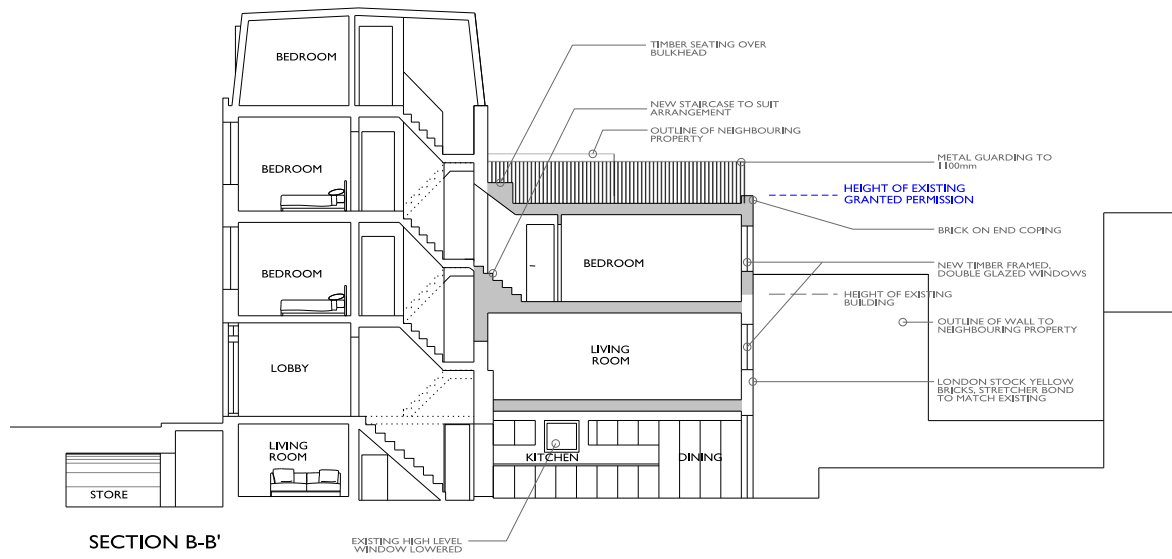 TIMBER SEATING OVER
BULKHEAD
BEDROOM
NEW STAIRCASE TO SUIT
ARRANGEMENT
OUTLINE OF NEIGHBOURING
PROPERTY
METAL GUARDING TO
1100mm
BEDROOM
HEIGHT OF EXISTING
GRANTED PERMISSION
BRICK ON END COPING
BEDROOM
BEDROOM
NEW TIMBER FRAMED,
DOUBLE GLAZED WINDOWS
HEIGHT OF EXISTING
BUILDING
OUTLINE OF WALL TO
NEIGHBOURING PROPERTY
LOBBY
LIVING
ROOM
LONDON STOCK YELLOW
BRICKS, STRETCHER BOND
TO MATCH EXISTING
LIVING
ROOM
KITCHEN
DINING
STORE
SECTION B-B'
EXISTING HIGH LEVEL
WINDOW LOWERED